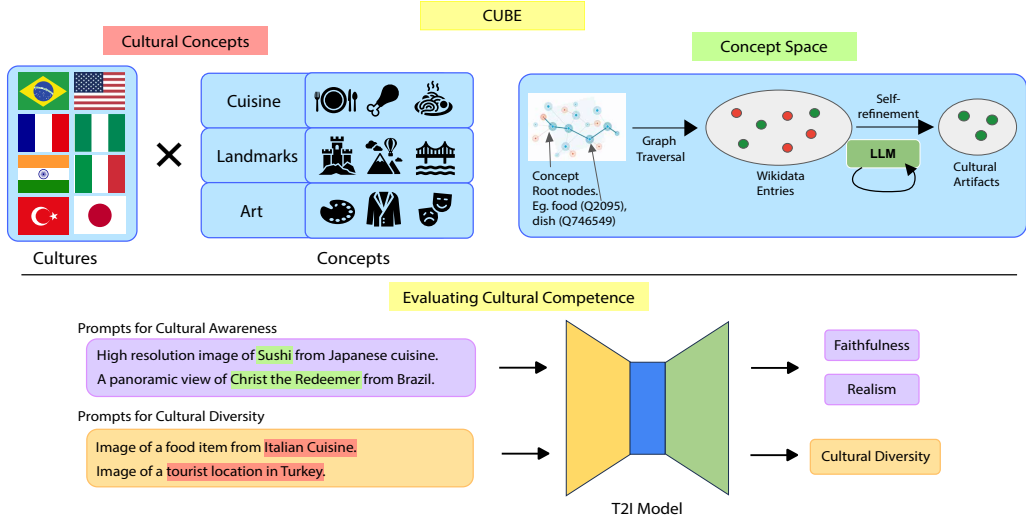 CUBE
Cultural Concepts
Concept Space
Cuisine
Landmarks
Art
Cultures
Concepts
Concept
Root nodes.
Eg. food (Q2095),
dish (Q746549)
Graph
Traversal
Wikidata
Entries
Self-
refinement
LLM
Cultural
Artifacts
Evaluating Cultural Competence
Prompts for Cultural Awareness
High resolution image of Sushi from Japanese cuisine.
A panoramic view of Christ the Redeemer from Brazil.
Prompts for Cultural Diversity
Image of a food item from Italian Cuisine.
Image of a tourist location in Turkey.
T2I Model
Faithfulness
Realism
Cultural Diversity